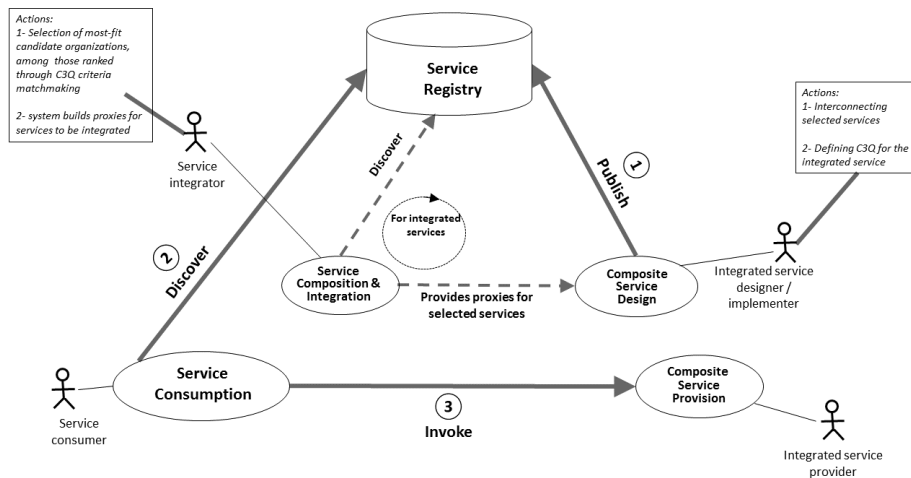 Actions:
1- Selection of most-fit
candidate organizations,
among those ranked
through C3Q criteria
matchmaking
2- system builds proxies for
services to be integrated
Service
Registry
Actions:
1- Interconnecting
selected services
2- Defining C3Q for the
integrated service
Service
integrator
Discover
1
Publish
For integrated
services
2
Discover
Service
Composition &
Integration
Provides proxies for
selected services
Composite
Service
Design
Integrated service
designer /
implementer
Service
Consumption
3
Invoke
Composite
Service
Provision
Service
consumer
Integrated service
provider